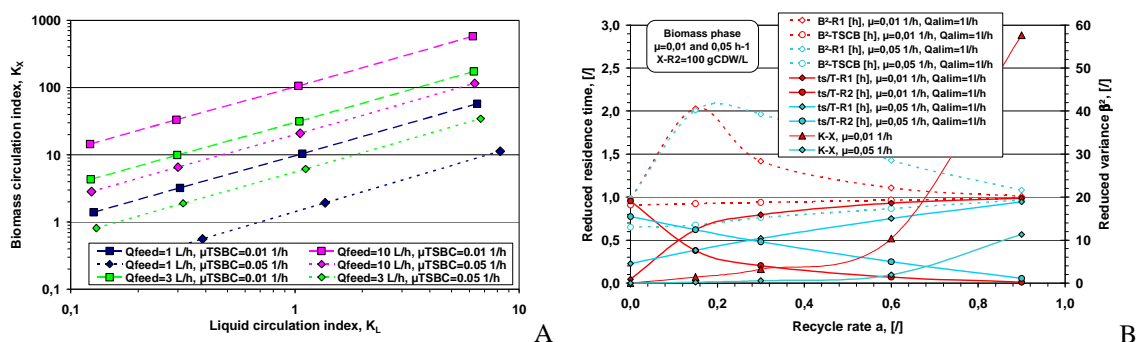 1000
100
10
1
0,1
Biomass circulation index, K_X
Qfeed=1 L/h, µTSBC=0.01 1/h
Qfeed=10 L/h, µTSBC=0.01 1/h
Qfeed=1 L/h, µTSBC=0.05 1/h
Qfeed=10 L/h, µTSBC=0.05 1/h
Qfeed=3 L/h, µTSBC=0.01 1/h
Qfeed=3 L/h, µTSBC=0.05 1/h
0,1
1
10
Liquid circulation index, K_L
A
3,0
2,5
2,0
1,5
1,0
0,5
0,0
Reduced residence time, [/]
Biomass phase
µ=0,01 and 0,05 h-1
X-R2=100 gCDW/L
B²-R1 [h], µ=0,01 1/h, Qalim=1l/h
B²-TSCB [h], µ=0,01 1/h, Qalim=1l/h
B²-R1 [h], µ=0,05 1/h, Qalim=1l/h
B²-TSCB [h], µ=0,05 1/h, Qalim=1l/h
ts/T-R1 [h], µ=0,01 1/h, Qalim=1l/h
ts/T-R2 [h], µ=0,01 1/h, Qalim=1l/h
ts/T-R1 [h], µ=0,05 1/h, Qalim=1l/h
ts/T-R2 [h], µ=0,05 1/h, Qalim=1l/h
K-X, µ=0,01 1/h
K-X, µ=0,05 1/h
60
50
40
30
20
10
0
Reduced variance β², [/]
0,0
0,2
0,4
0,6
0,8
1,0
Recycle rate a, [/]
B